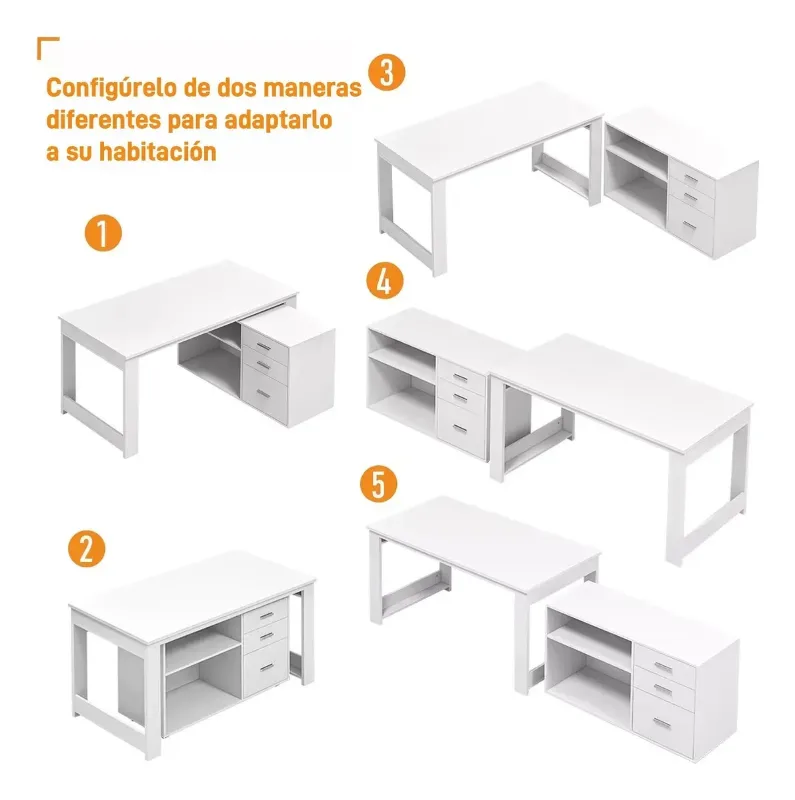 Configúrelo de dos maneras
diferentes para adaptarlo
a su habitación
3
1
4
5
2